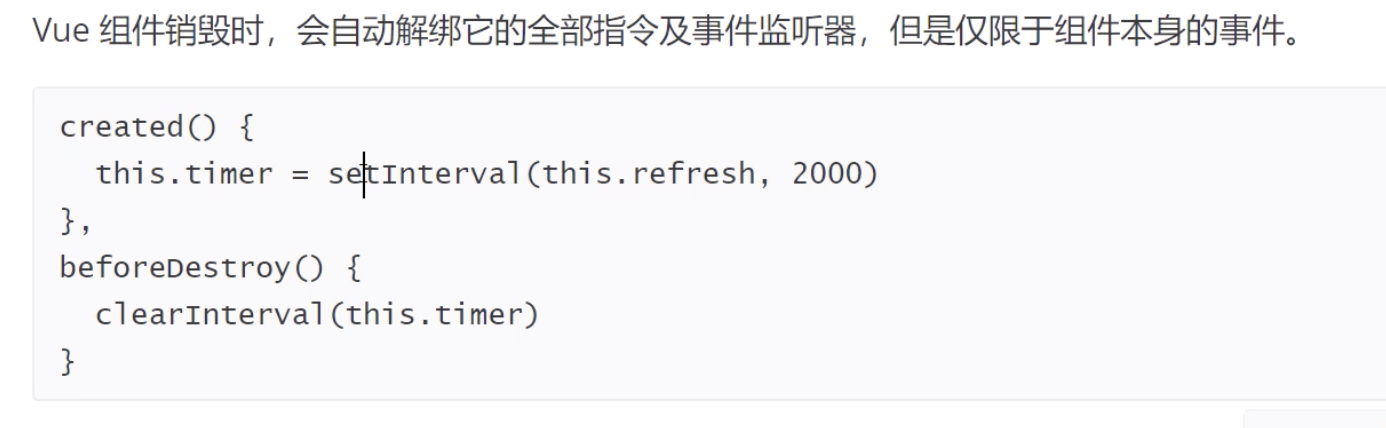 Vue 组件销毁时，会自动解绑它的全部指令及事件监听器，但是仅限于组件本身的事件。
created() {
  this.timer = setInterval(this.refresh, 2000)
},
beforeDestroy() {
  clearInterval(this.timer)
}